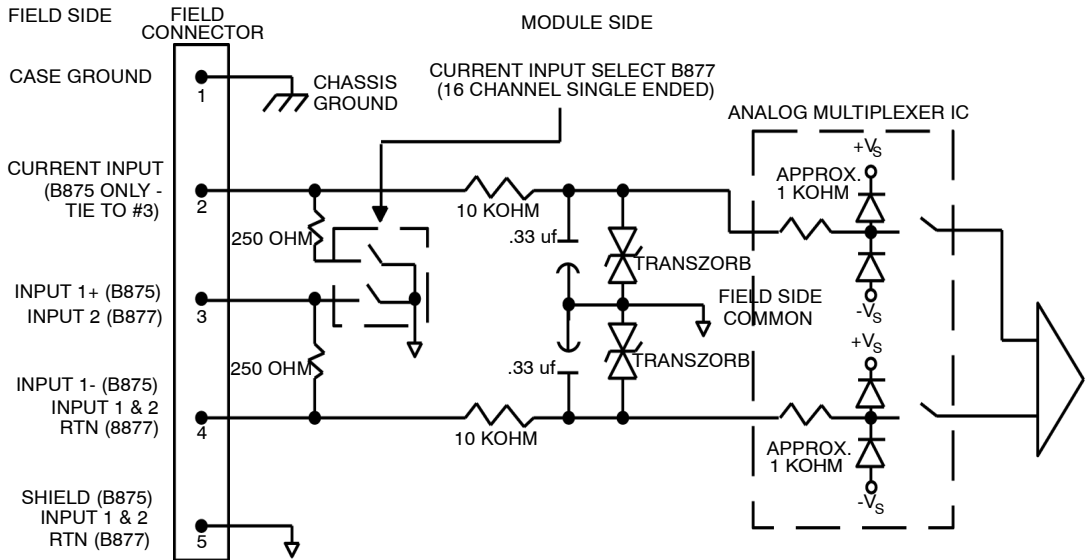 FIELD SIDE
FIELD
CONNECTOR
MODULE SIDE
CASE GROUND
1
CHASSIS
GROUND
CURRENT INPUT SELECT B877
(16 CHANNEL SINGLE ENDED)
ANALOG MULTIPLEXER IC
+VS
CURRENT INPUT
(B875 ONLY -
TIE TO #3)
2
10 KOHM
APPROX.
1 KOHM
250 OHM
.33 uf
TRANSZORB
INPUT 1+ (B875)
INPUT 2 (B877)
3
FIELD SIDE
COMMON
-VS
+VS
250 OHM
.33 uf
TRANSZORB
INPUT 1- (B875)
INPUT 1 & 2
RTN (8877)
4
10 KOHM
APPROX.
1 KOHM
-VS
SHIELD (B875)
INPUT 1 & 2
RTN (B877)
5